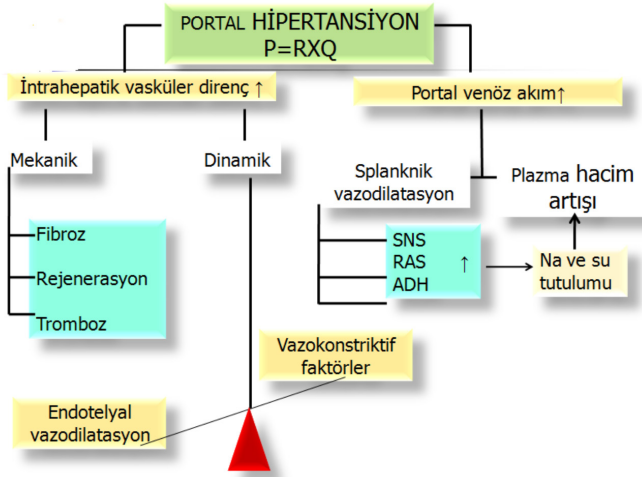 PORTAL HİPERTANSİYON
P=RXQ
İntrahepatik vasküler direnç ↑
Portal venöz akım↑
Mekanik
Dinamik
Splanknik
vazodilatasyon
Plazma hacim
artışı
Fibroz
Rejenerasyon
Tromboz
SNS
RAS ↑
ADH
Na ve su
tutulumu
Vazokonstriktif
faktörler
Endotelyal
vazodilatasyon